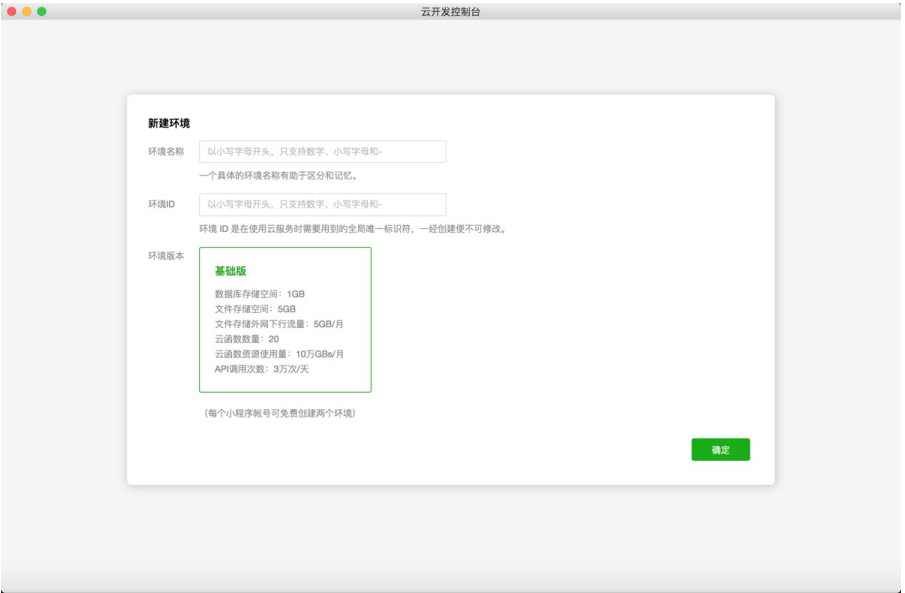 云开发控制台
新建环境
环境名称
以小写字母开头，只支持数字、小写字母和-
一个具体的环境名称有助于区分和记忆。
环境ID
以小写字母开头，只支持数字、小写字母和-
环境 ID 是在使用云服务时需要用到的全局唯一标识符，一经创建便不可修改。
环境版本
基础版
数据库存储空间：1GB
文件存储空间：5GB
文件存储外网下行流量：5GB/月
云函数数量：20
云函数资源使用量：10万GBs/月
API调用次数：3万次/天
（每个小程序帐号可免费创建两个环境）
确定